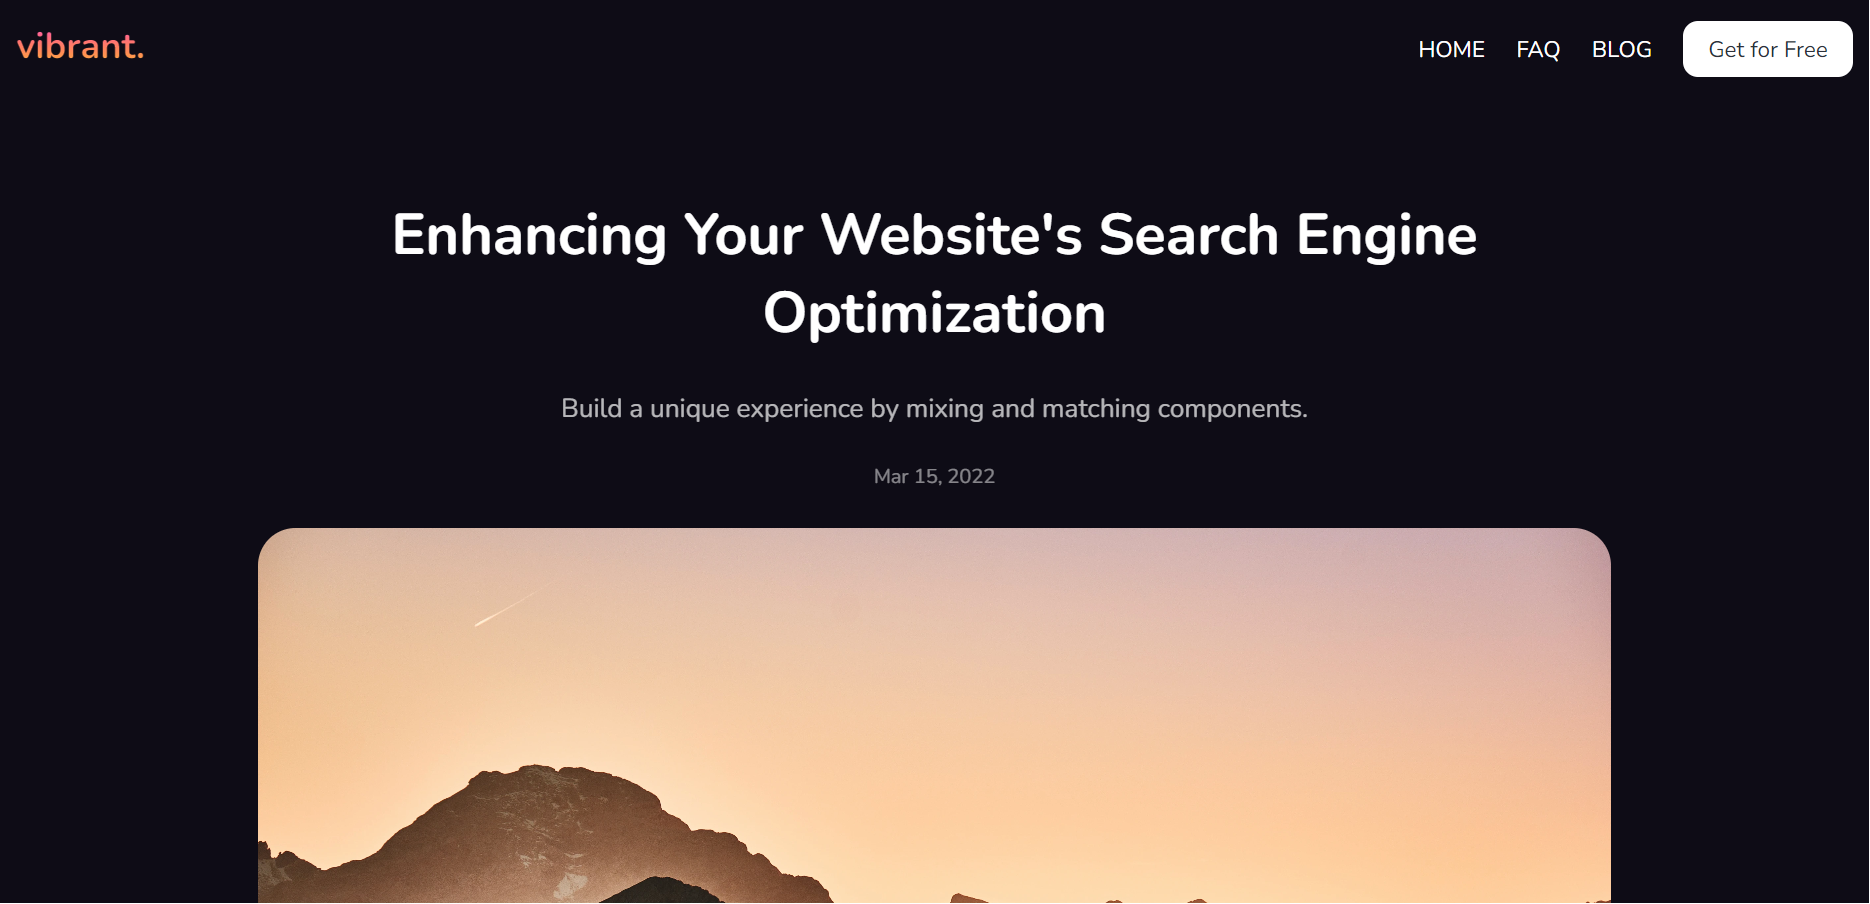 vibrant.
HOME FAQ BLOG Get for Free
Enhancing Your Website's Search Engine
Optimization
Build a unique experience by mixing and matching components.
Mar 15, 2022